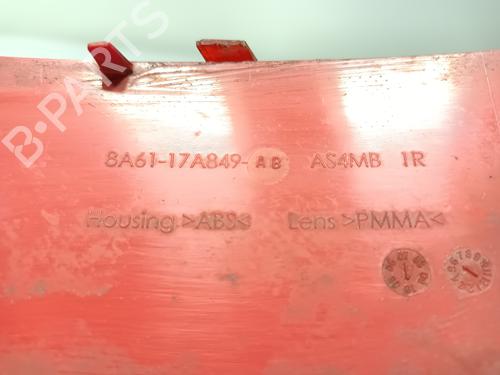 B-PARTS
8A61-17A849-AB AS4MB 1R
Housing >ABS< Lens >PMMA<